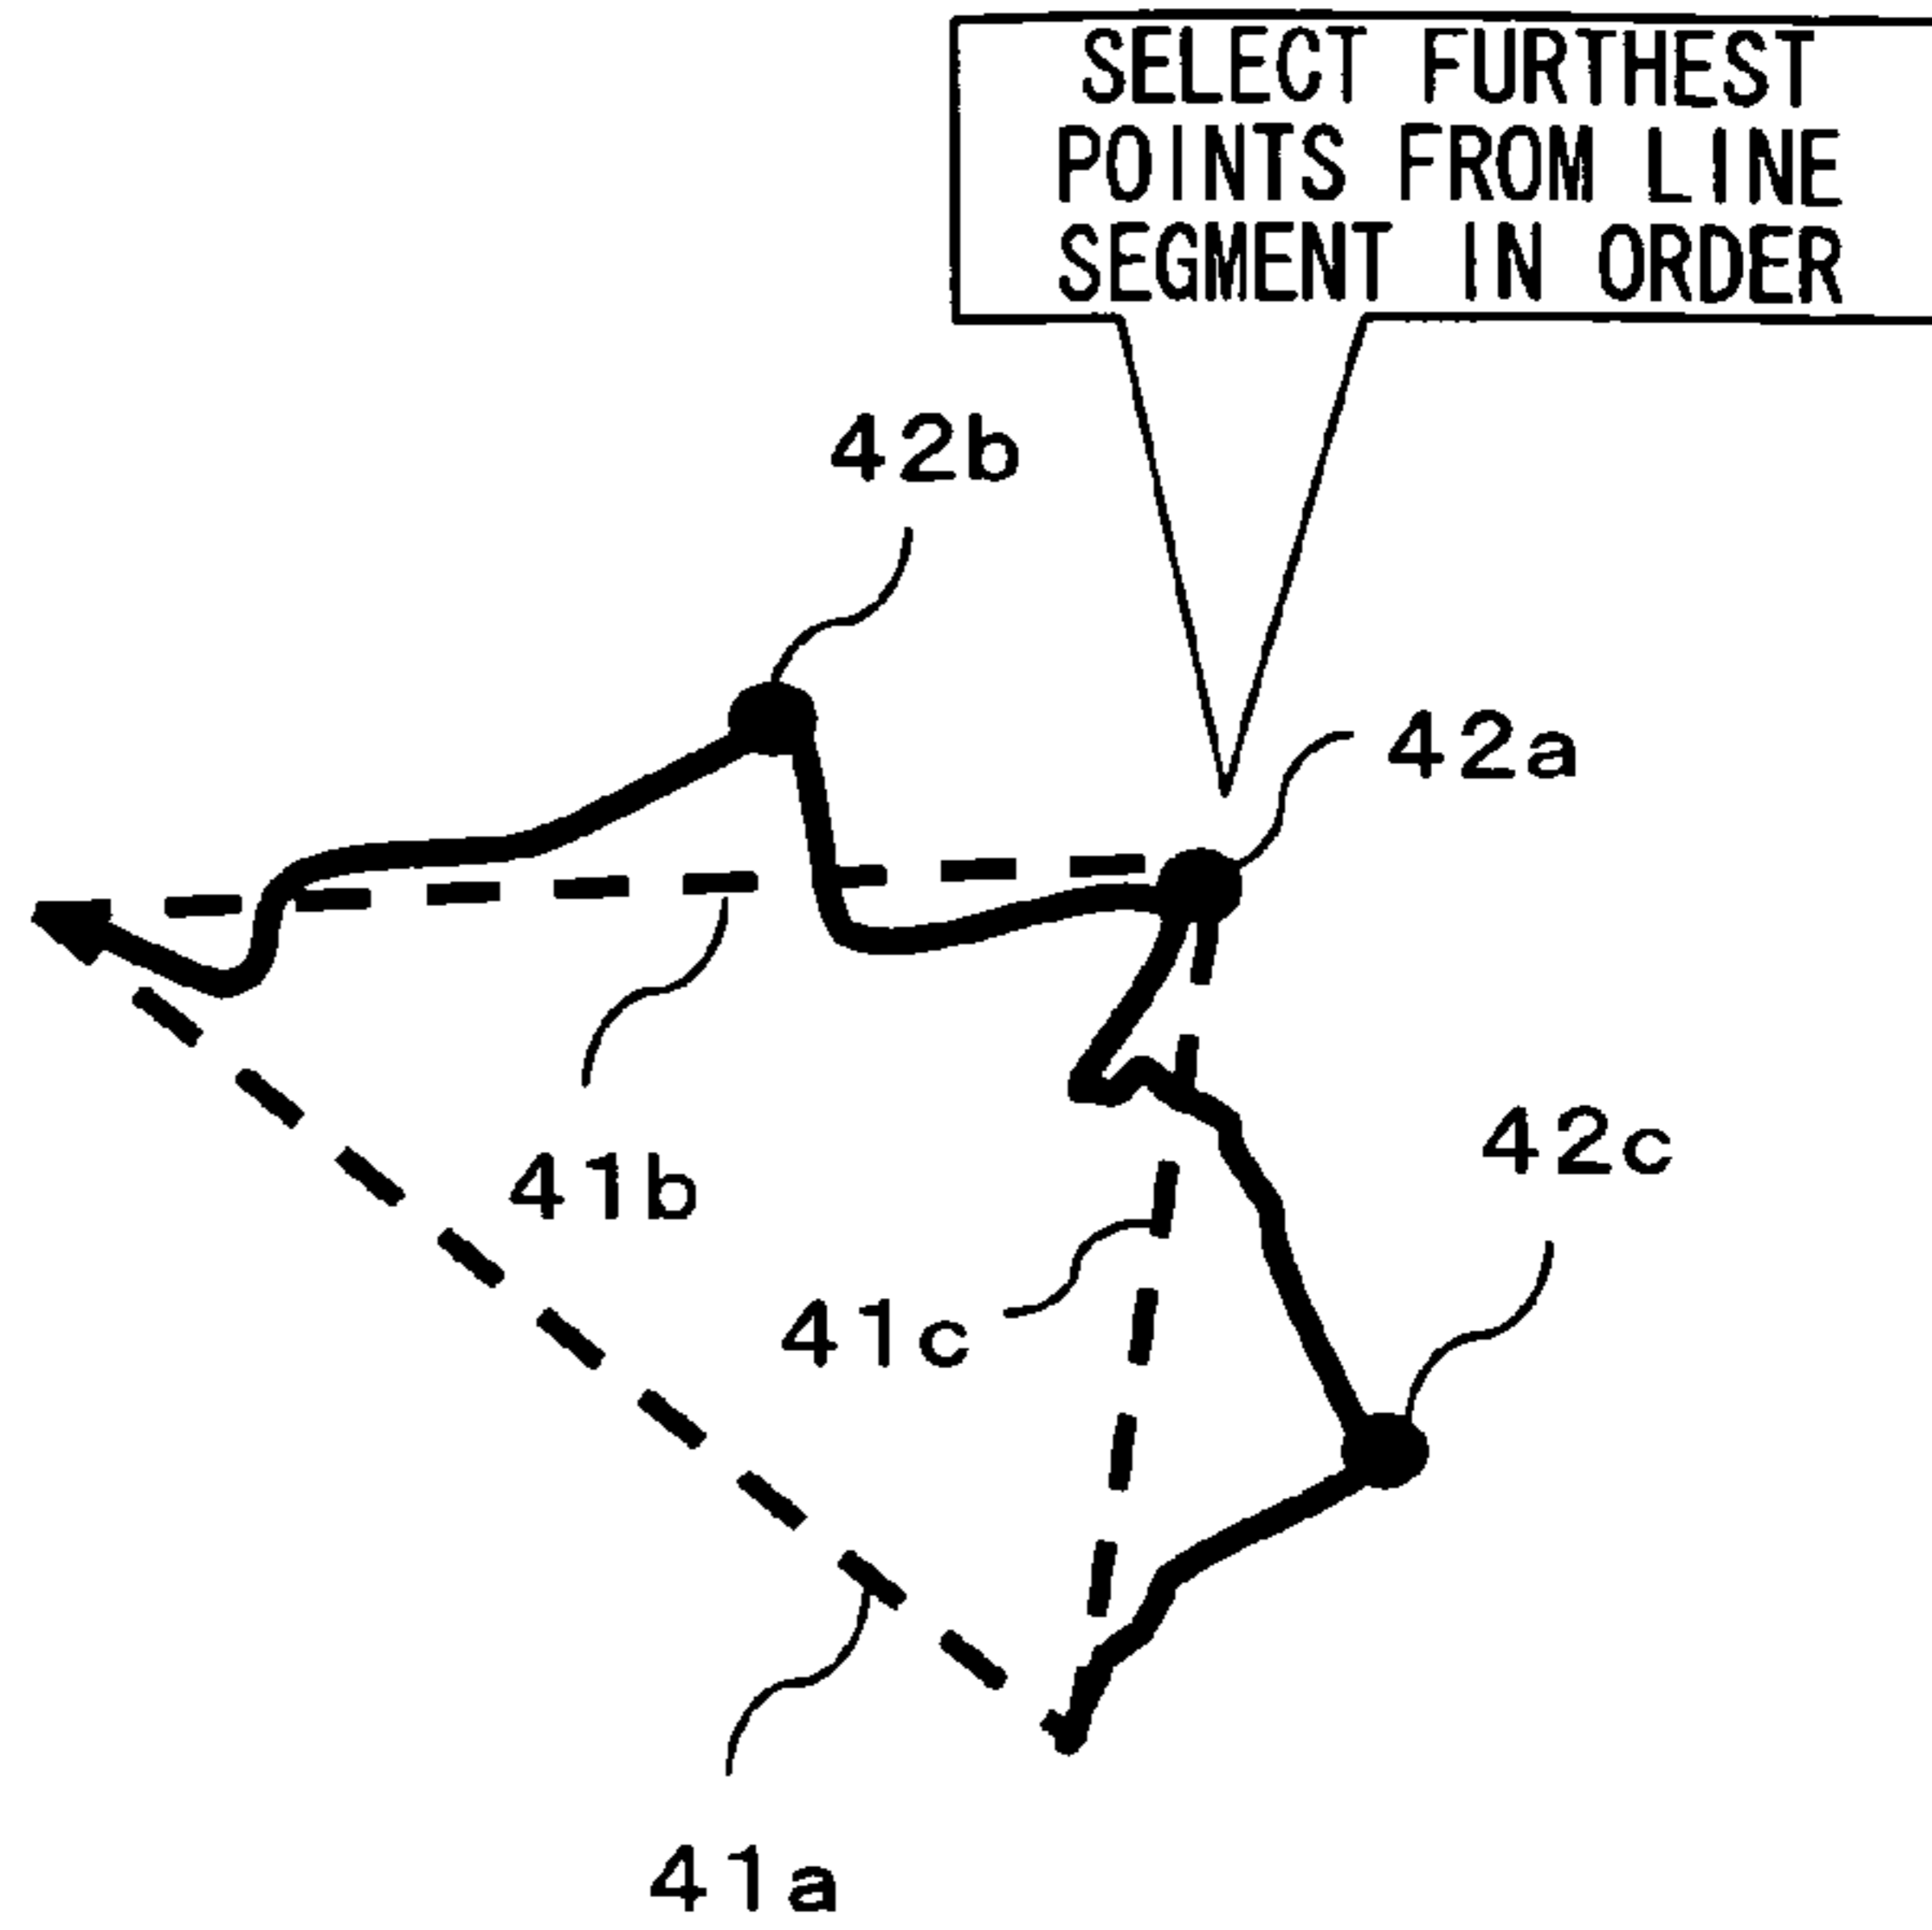 SELECT FURTHEST
POINTS FROM LINE
SEGMENT IN ORDER
42b
42a
42c
41b
41c
41a